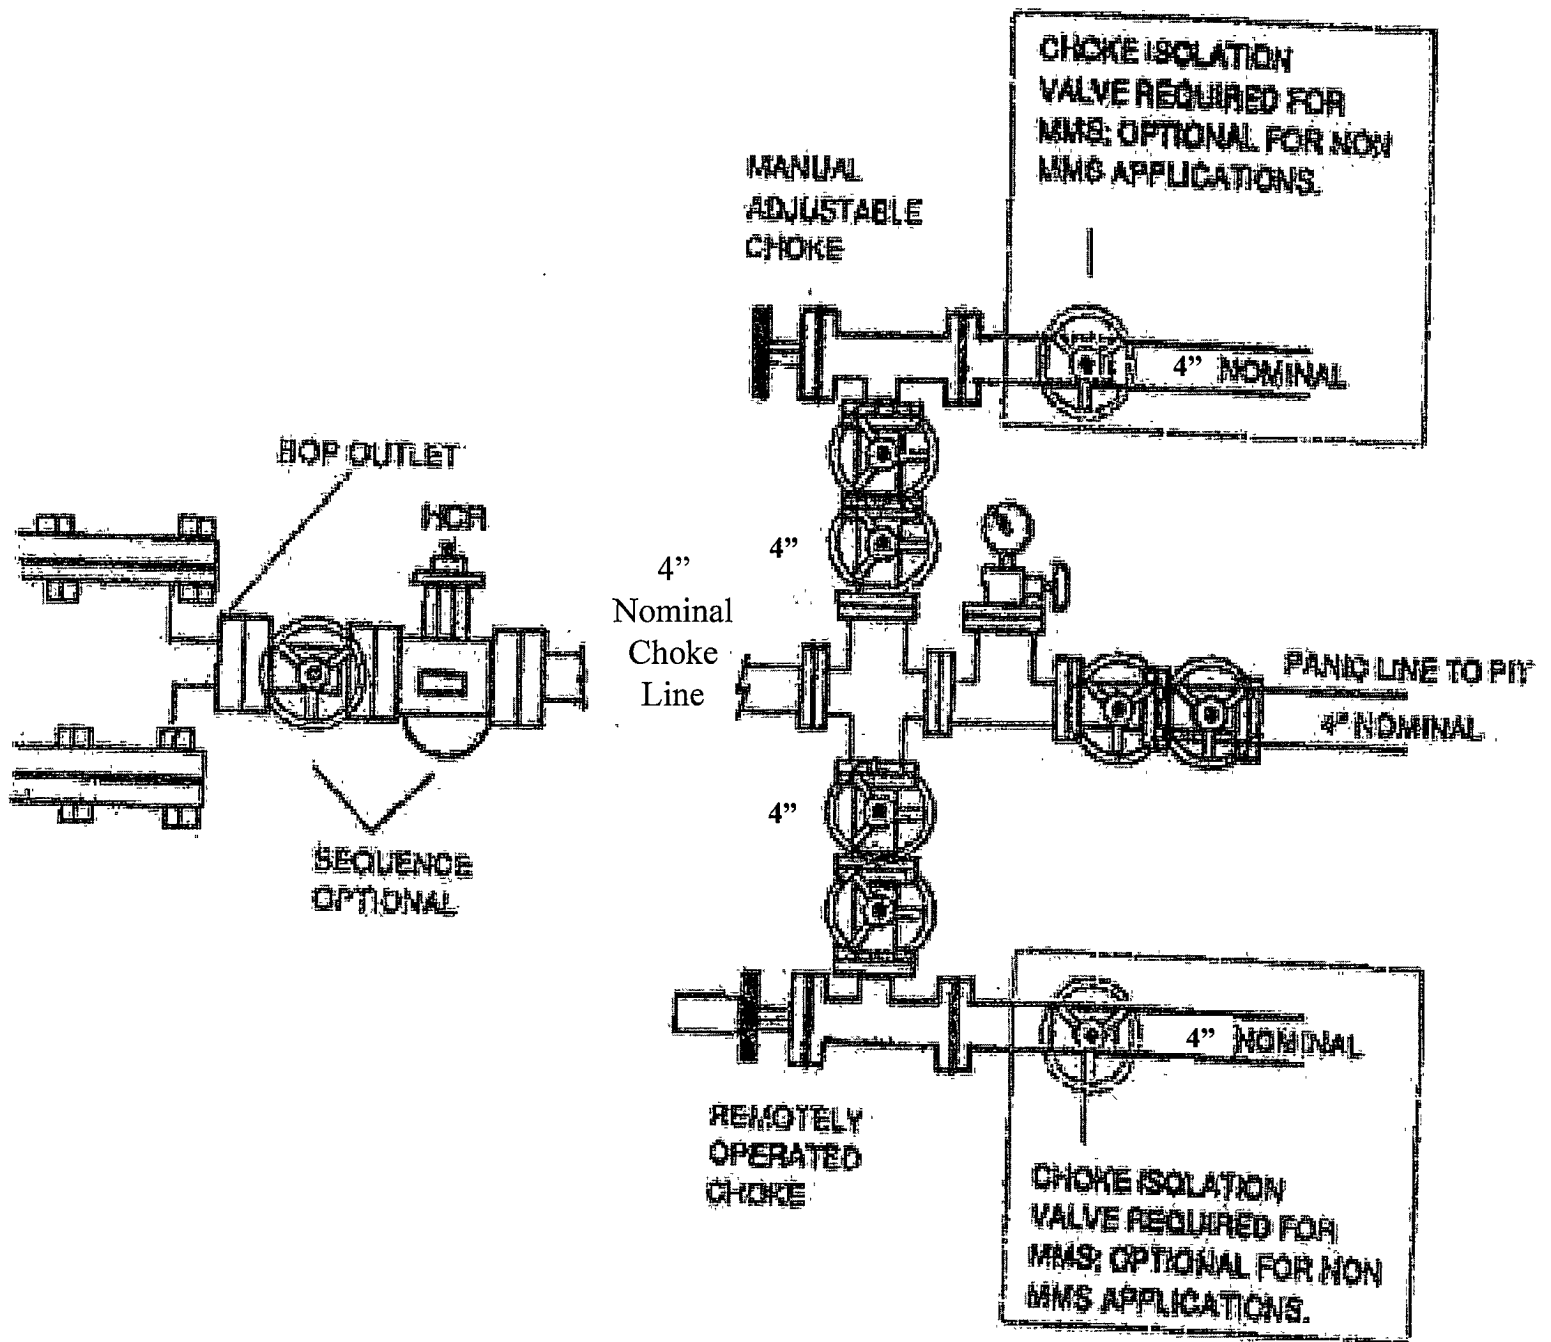 CHOKE ISOLATION
VALVE REQUIRED FOR
MMS; OPTIONAL FOR NON
MMS APPLICATIONS.
MANUAL
ADJUSTABLE
CHOKE
4” NOMINAL
BOP OUTLET
HCR
4”
4”
Nominal
Choke
Line
PANIC LINE TO PIT
4" NOMINAL
4”
SEQUENCE
OPTIONAL
4” NOMINAL
REMOTELY
OPERATED
CHOKE
CHOKE ISOLATION
VALVE REQUIRED FOR
MMS; OPTIONAL FOR NON
MMS APPLICATIONS.